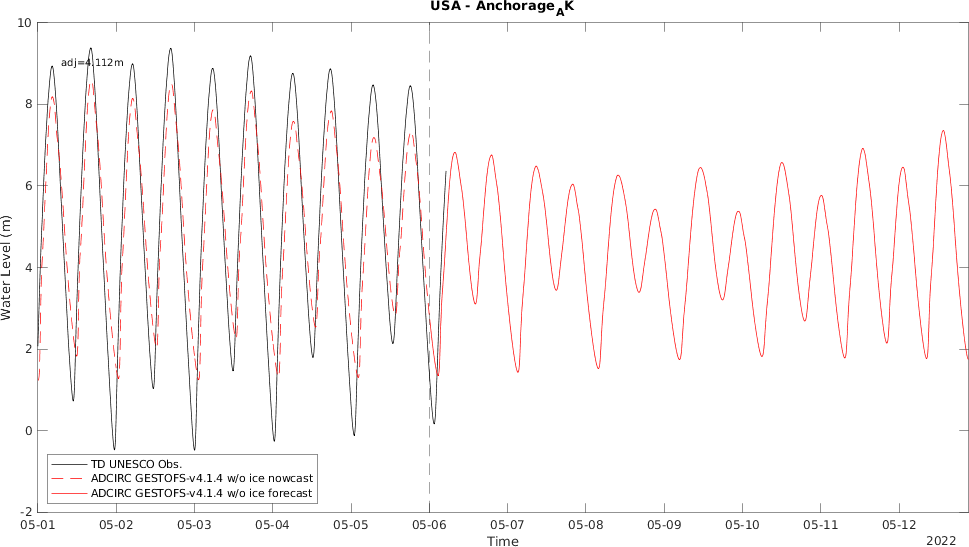 USA - Anchorage_AK
adj=4.112m
10
8
6
4
2
0
-2
Water Level (m)
TD UNESCO Obs.
ADCIRC GESTOFS-v4.1.4 w/o ice nowcast
ADCIRC GESTOFS-v4.1.4 w/o ice forecast
05-01 05-02 05-03 05-04 05-05 05-06 05-07 05-08 05-09 05-10 05-11 05-12
Time
2022